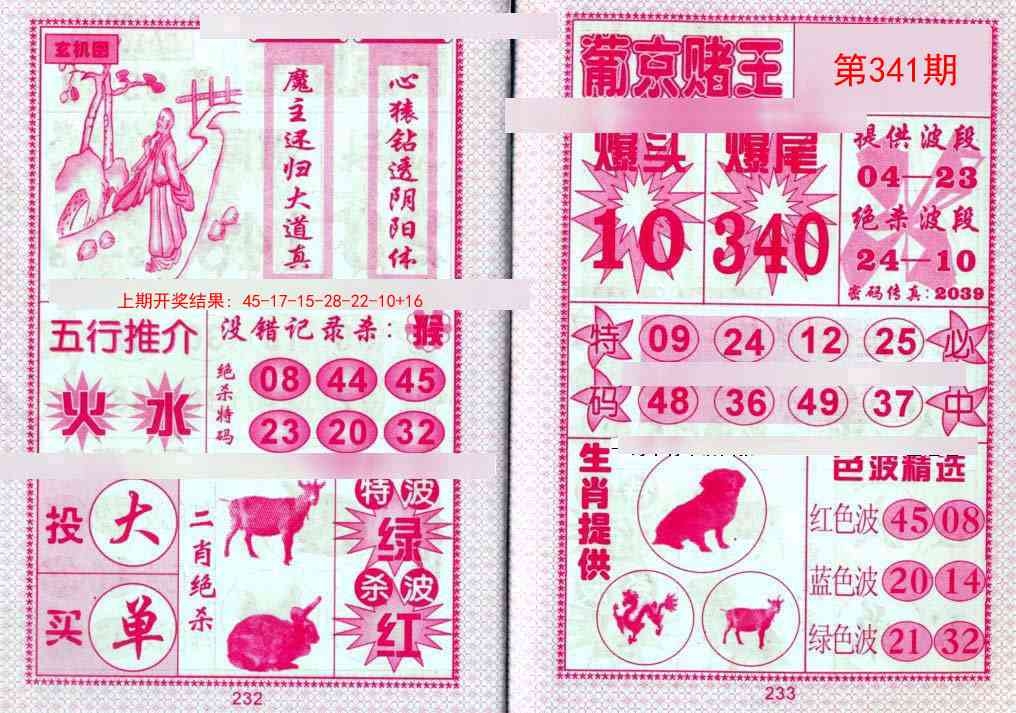 玄机图
魔主还归大道真
心猿钻透阴阳体
上期开奖结果：45-17-15-28-22-10+16
五行推介
火 水
没错记录杀：猴
绝杀特码
08 44 45
23 20 32
投 大
买 单
二肖绝杀
特波
绿
杀波
红
232
葡京赌王
第341期
爆头
10
爆尾
340
提供波段
04—23
绝杀波段
24—10
密码传真：2039
特 09 24 12 25 必
码 48 36 49 37 中
生肖提供
色波精选
红色波 45 08
蓝色波 20 14
绿色波 21 32
233